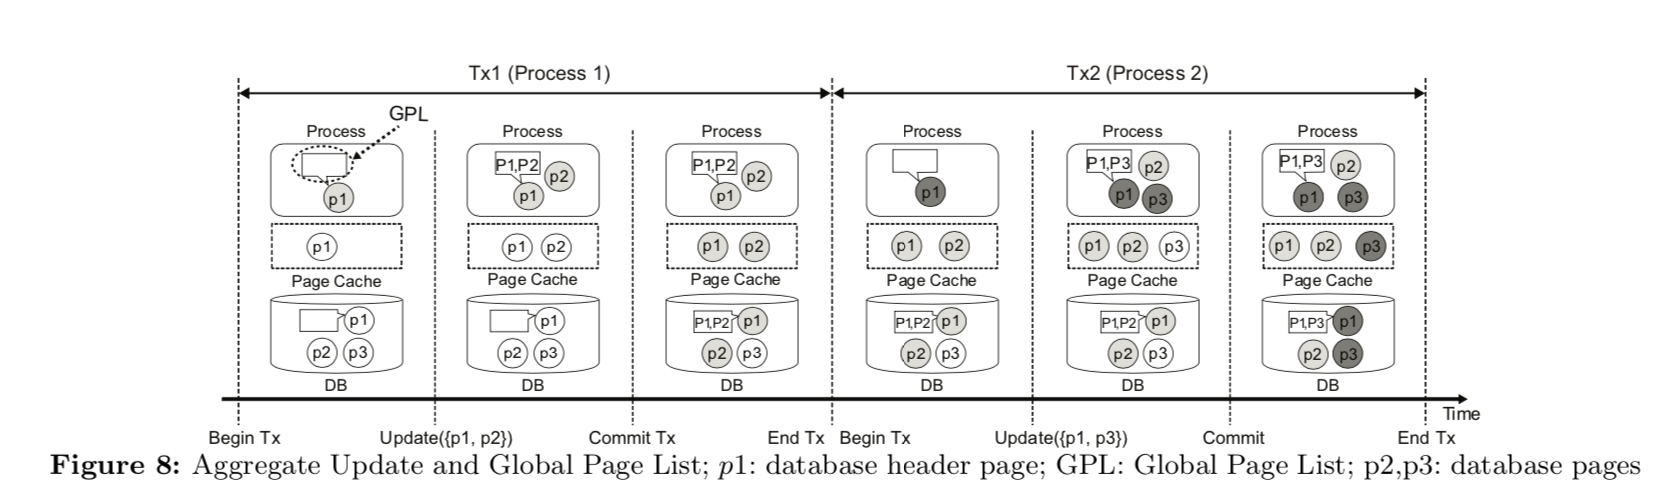 Tx1 (Process 1) Tx2 (Process 2)
GPL
Process Process Process Process Process Process
P1,P2 P1,P2 P1,P3 P1,P3
p2 p2 p2 p2
p1 p1 p1 p1 p1 p3 p1 p3
p1 p1 p2 p1 p2 p1 p2 p1 p2 p3 p1 p2 p3
Page Cache Page Cache Page Cache Page Cache Page Cache Page Cache
p1 p1 P1,P2 p1 P1,P2 p1 P1,P2 p1 P1,P3 p1
p2 p3 p2 p3 p2 p3 p2 p3 p2 p3 p2 p3
DB DB DB DB DB DB
Time
Begin Tx Update({p1, p2}) Commit Tx End Tx Begin Tx Update({p1, p3}) Commit End Tx
Figure 8: Aggregate Update and Global Page List; p1: database header page; GPL: Global Page List; p2,p3: database pages